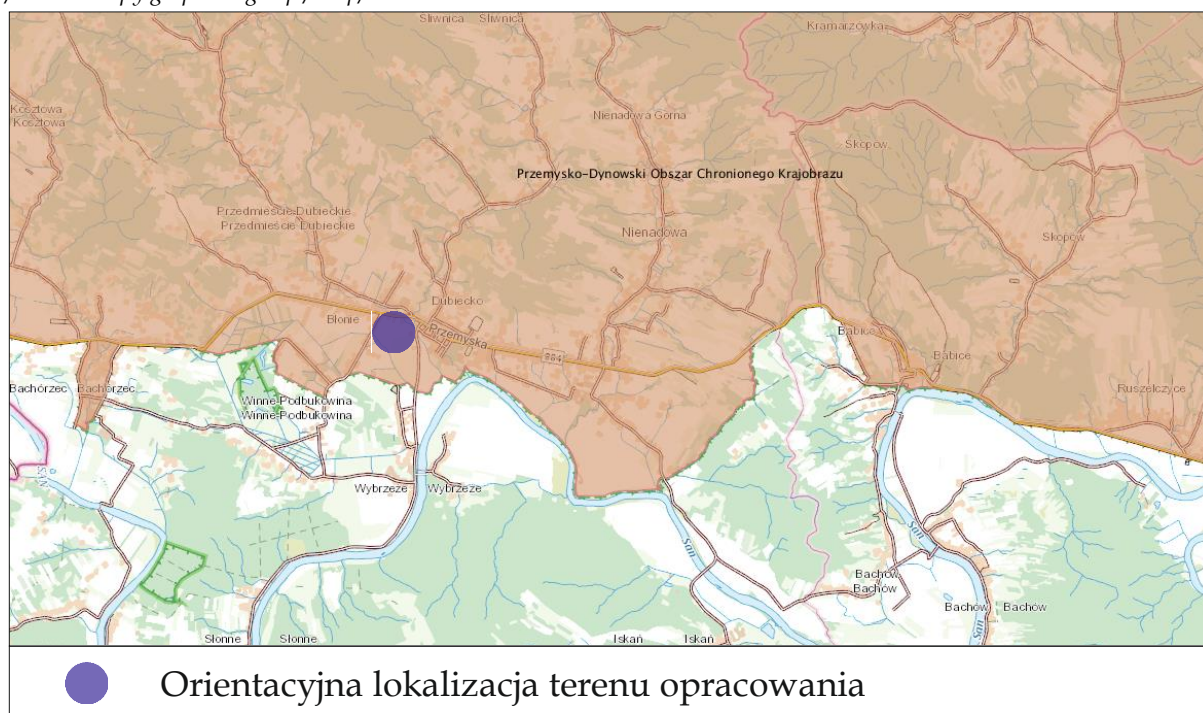 Śliwnica Śliwnica
Kramarzówka
Kosztowa
Kosztowa
Nienadowa Górna
Skopów
Przemysko-Dynowski Obszar Chronionego Krajobrazu
Przedmieście Dubieckie
Przedmieście Dubieckie
Nienadowa
Skopów
Dubiecko
Błonie
Przemyska
884
Babice
Babice
Bachórzec Bachórzec
Ruszelczyce
Winne-Podbukowina
Winne-Podbukowina
San
Wybrzeże Wybrzeże
San
San
Bachów
Bachów
Bachów Bachów
San
Słonne Słonne
Iskań Iskań
Orientacyjna lokalizacja terenu opracowania